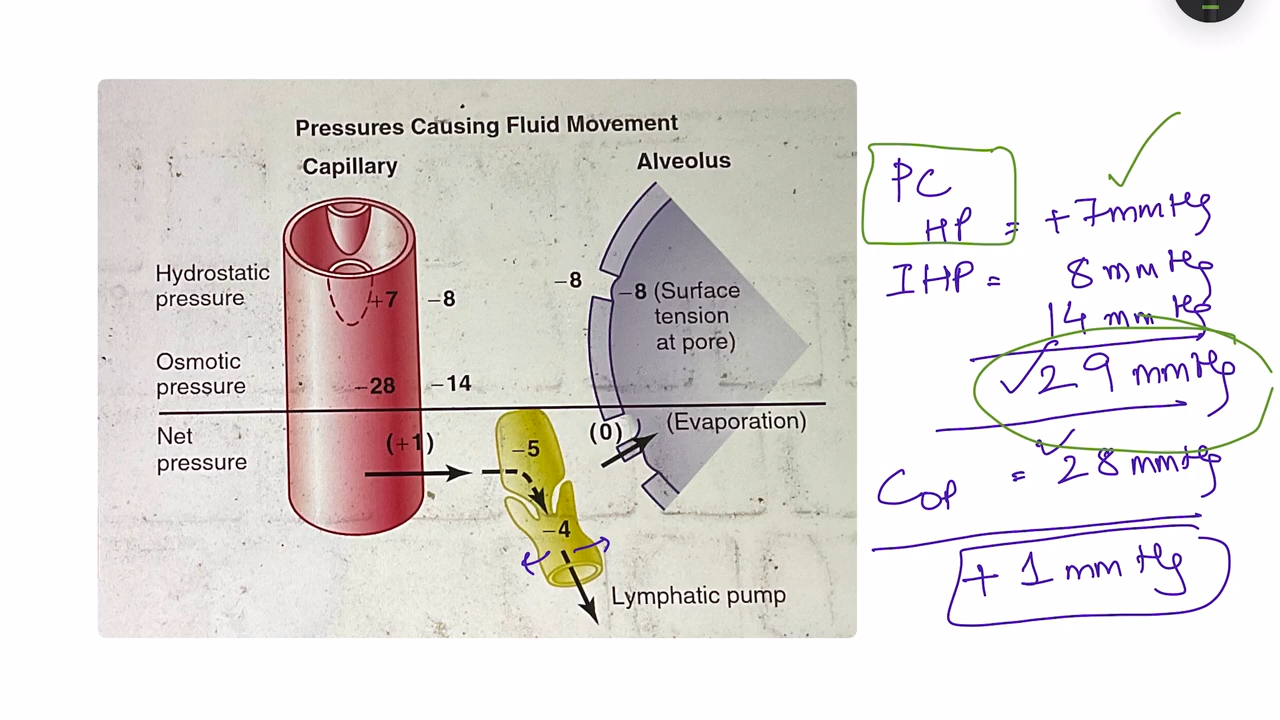 Pressures Causing Fluid Movement
Capillary
Alveolus
Hydrostatic
pressure
+7
-8
-8
-8 (Surface
tension
at pore)
Osmotic
pressure
-28
-14
Net
pressure
(+1)
-5
(0)
(Evaporation)
-4
Lymphatic pump
PC
HP = +7mmHg
IHP = 8 mmHg
14 mmHg
29 mmHg
COP = 28 mmHg
+ 1 mm Hg